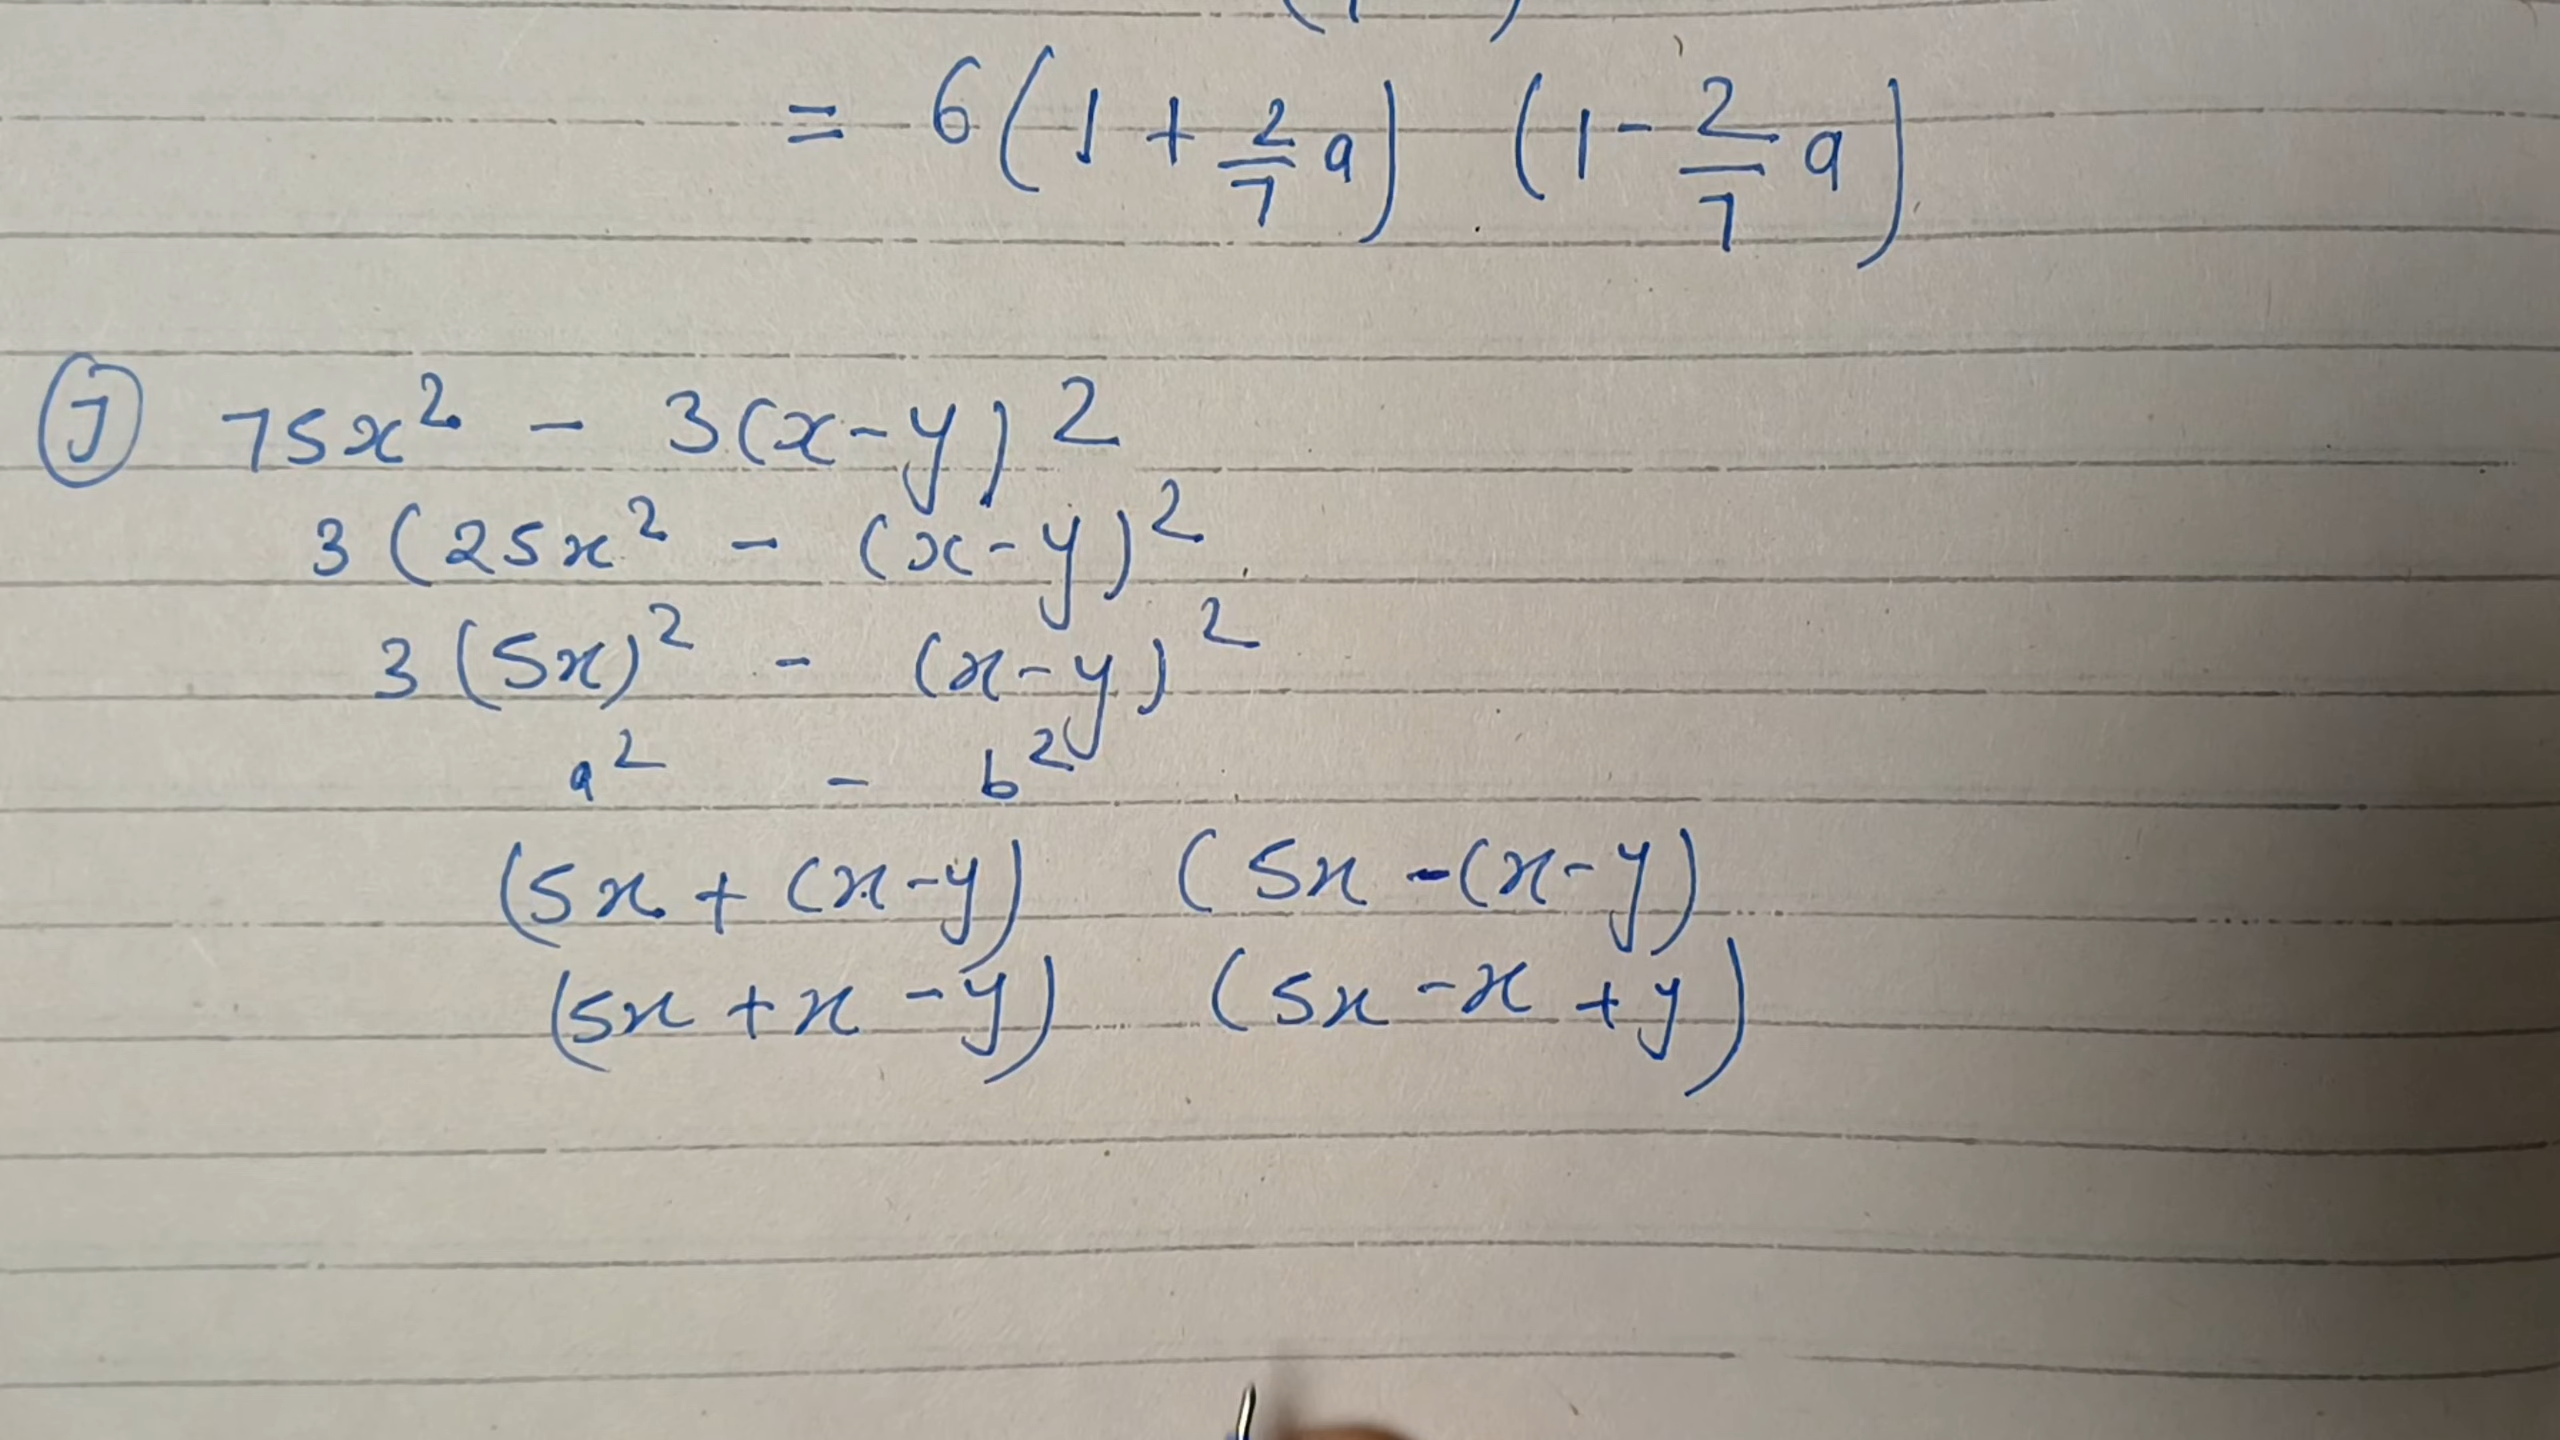 = 6(1 + 2/7 a) (1 - 2/7 a)
J 75x² - 3(x-y)2
3 (25x² - (x-y)²
3 (5x)² - (x-y)²
a² - b²
(5x + (x-y) (5x -(x-y)
(5x + x - y) (5x - x + y)